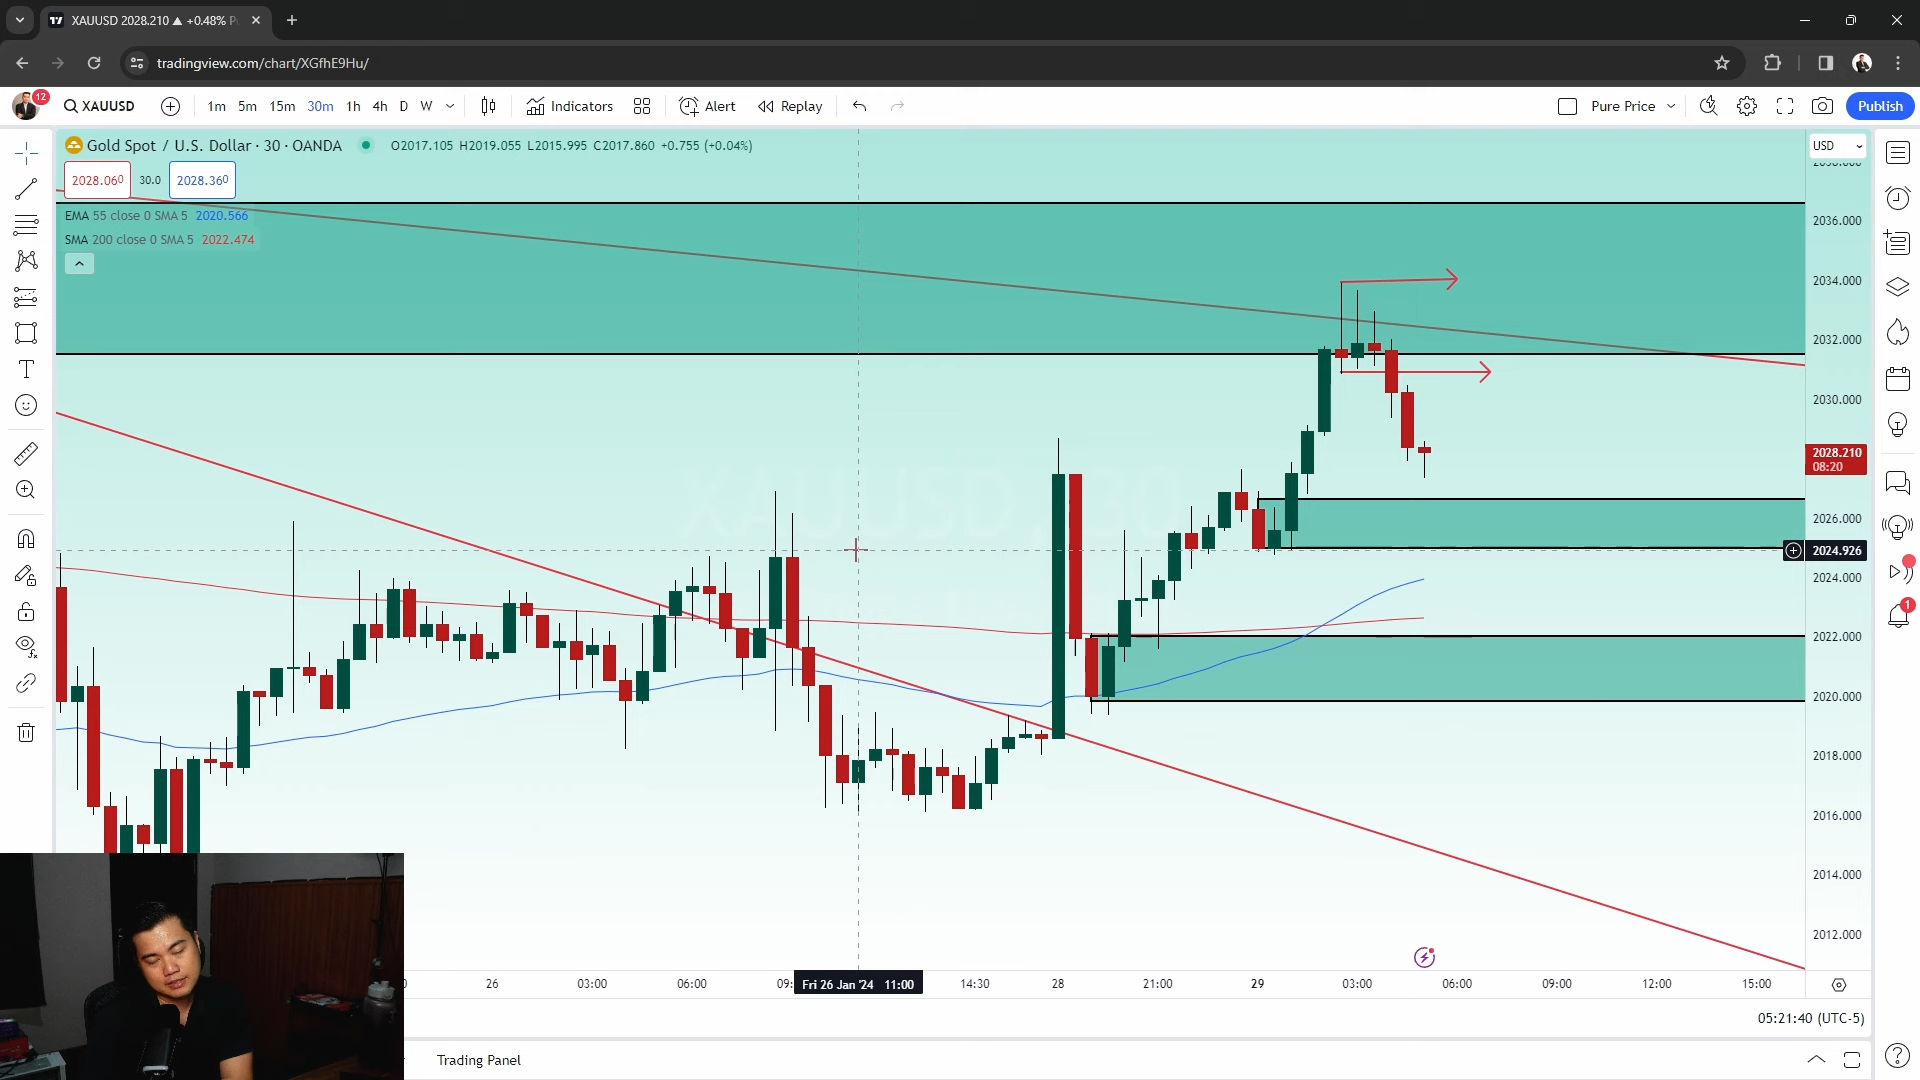 XAUUSD 2028.210 ▲ +0.48% P
tradingview.com/chart/XGfhE9Hu/
12
XAUUSD
1m 5m 15m 30m 1h 4h D W
Indicators
Alert
Replay
Pure Price
Publish
Gold Spot / U.S. Dollar · 30 · OANDA
O2017.105 H2019.055 L2015.995 C2017.860 +0.755 (+0.04%)
USD
2028.060
30.0
2028.360
EMA 55 close 0 SMA 5 2020.566
SMA 200 close 0 SMA 5 2022.474
XAUUSD, 30
2036.000
2034.000
2032.000
2030.000
2028.210
08:20
2026.000
2024.926
2024.000
2022.000
2020.000
2018.000
2016.000
2014.000
2012.000
1
26 03:00 06:00 09: Fri 26 Jan '24 11:00 14:30 28 21:00 29 03:00 06:00 09:00 12:00 15:00
05:21:40 (UTC-5)
Trading Panel